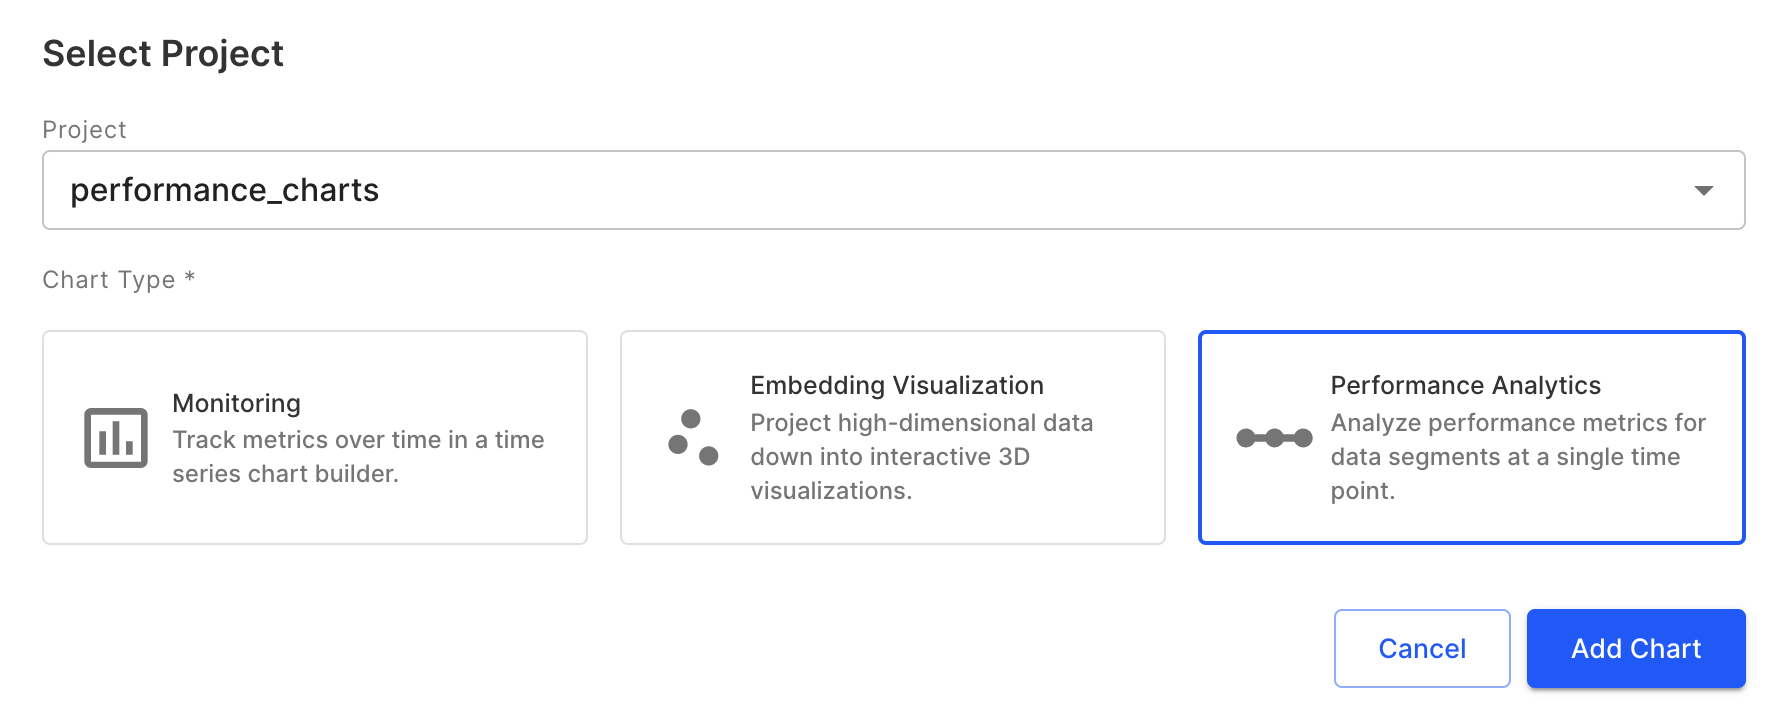 Select Project
Project
performance_charts
Chart Type *
Monitoring
Track metrics over time in a time
series chart builder.
Embedding Visualization
Project high-dimensional data
down into interactive 3D
visualizations.
Performance Analytics
Analyze performance metrics for
data segments at a single time
point.
Cancel
Add Chart